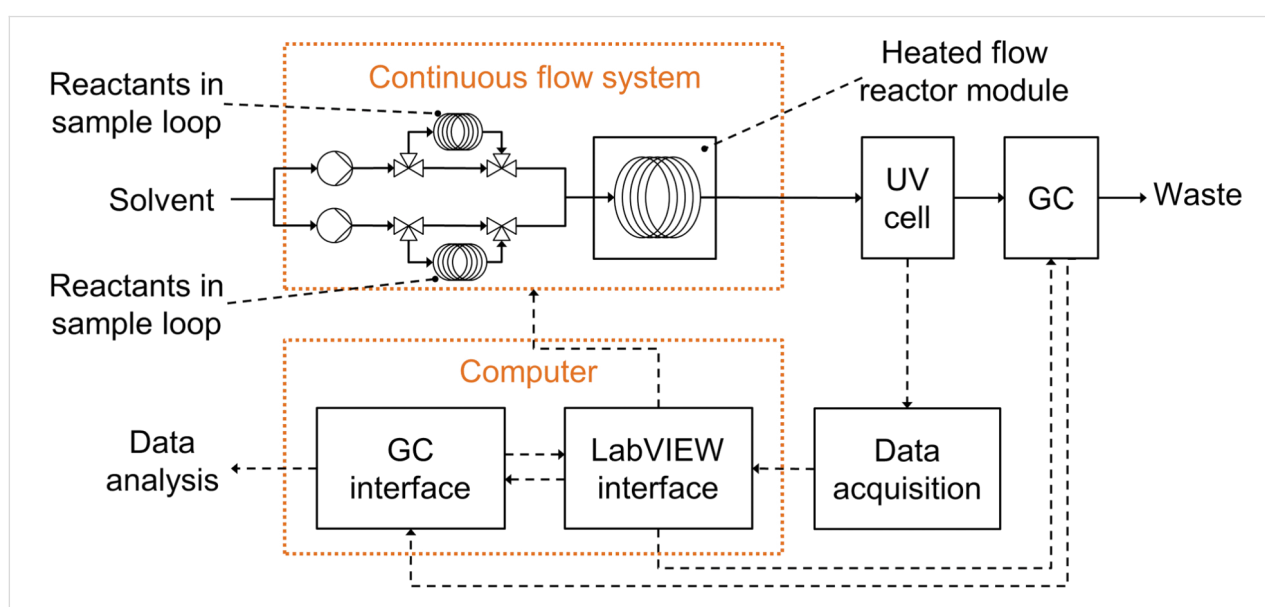 Continuous flow system
Reactants in
sample loop
Heated flow
reactor module
Solvent
UV
cell
GC
Waste
Reactants in
sample loop
Computer
Data
analysis
GC
interface
LabVIEW
interface
Data
acquisition